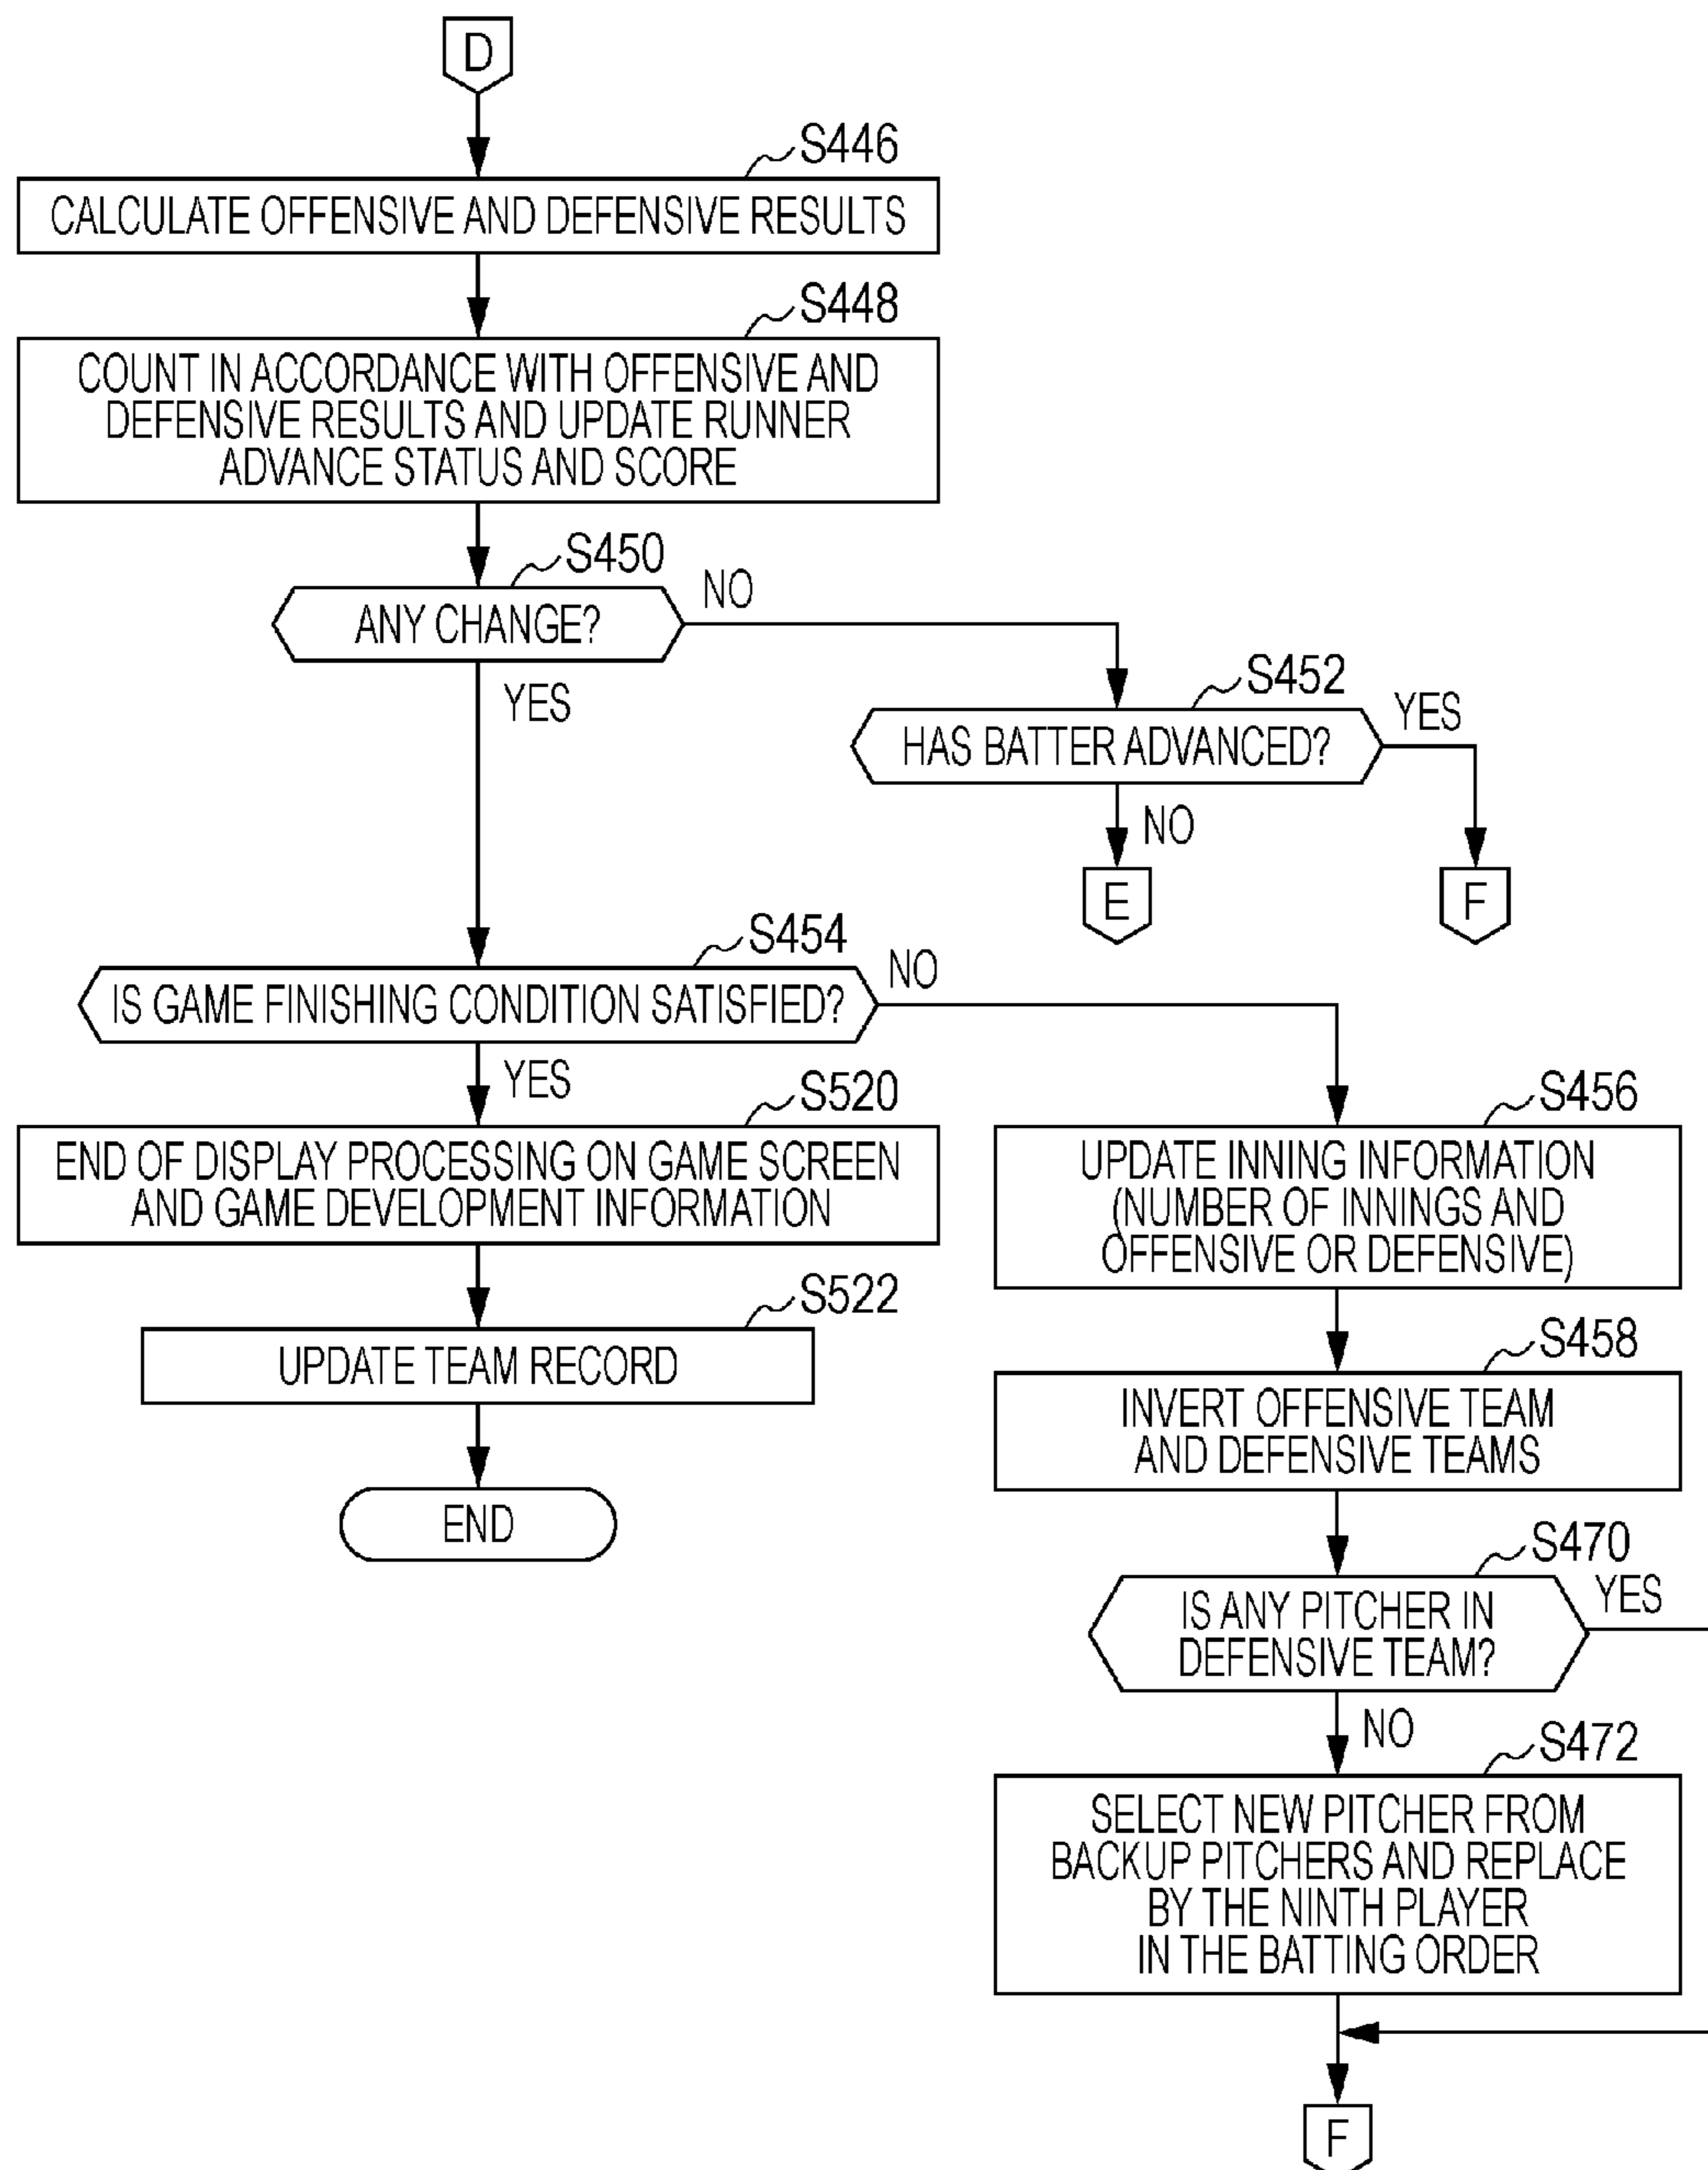 D
S446
CALCULATE OFFENSIVE AND DEFENSIVE RESULTS
S448
COUNT IN ACCORDANCE WITH OFFENSIVE AND
DEFENSIVE RESULTS AND UPDATE RUNNER
ADVANCE STATUS AND SCORE
S450
ANY CHANGE?
NO
YES
S452
HAS BATTER ADVANCED?
YES
NO
E
F
S454
IS GAME FINISHING CONDITION SATISFIED?
NO
YES
S520
END OF DISPLAY PROCESSING ON GAME SCREEN
AND GAME DEVELOPMENT INFORMATION
S522
UPDATE TEAM RECORD
END
S456
UPDATE INNING INFORMATION
(NUMBER OF INNINGS AND
OFFENSIVE OR DEFENSIVE)
S458
INVERT OFFENSIVE TEAM
AND DEFENSIVE TEAMS
S470
IS ANY PITCHER IN
DEFENSIVE TEAM?
YES
NO
S472
SELECT NEW PITCHER FROM
BACKUP PITCHERS AND REPLACE
BY THE NINTH PLAYER
IN THE BATTING ORDER
F